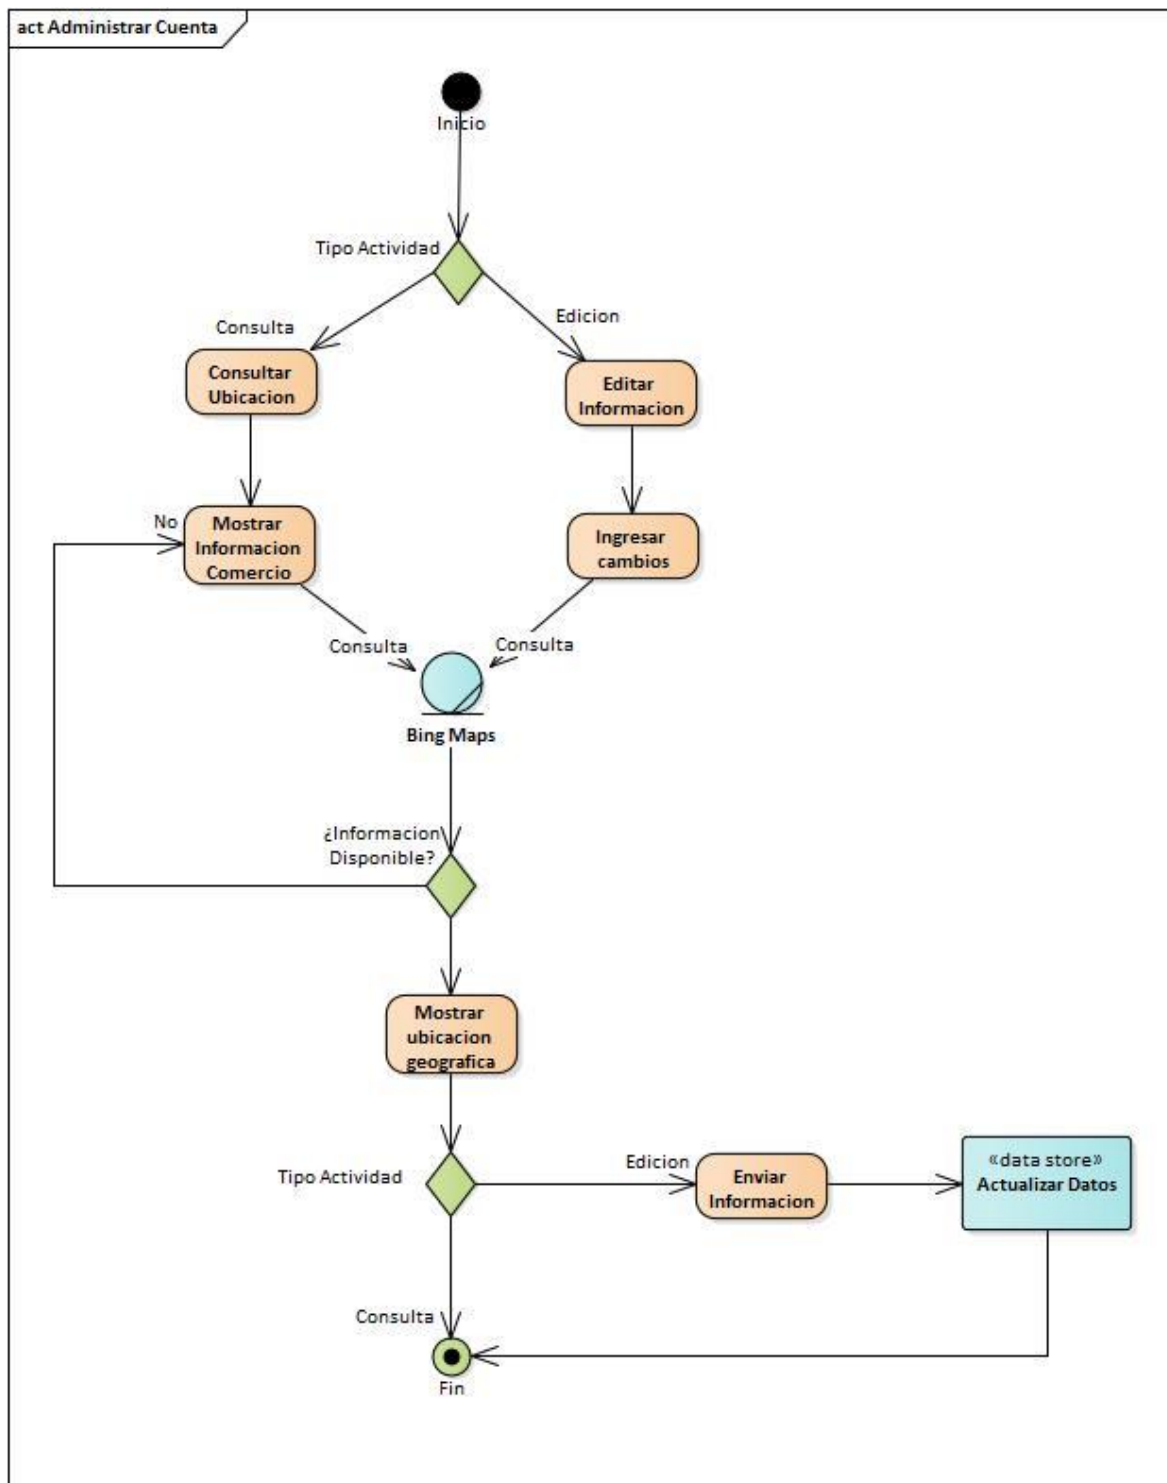 act Administrar Cuenta
Inicio
Tipo Actividad
Consulta
Edicion
Consultar
Ubicacion
Editar
Informacion
No
Mostrar
Informacion
Comercio
Ingresar
cambios
Consulta
Consulta
Bing Maps
¿Informacion
Disponible?
Mostrar
ubicacion
geografica
Tipo Actividad
Edicion
Enviar
Informacion
«data store»
Actualizar Datos
Consulta
Fin